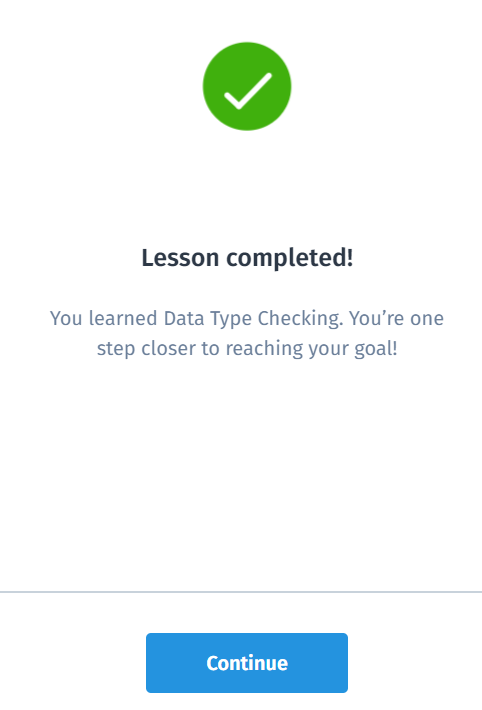 Lesson completed!
You learned Data Type Checking. You’re one
step closer to reaching your goal!
Continue